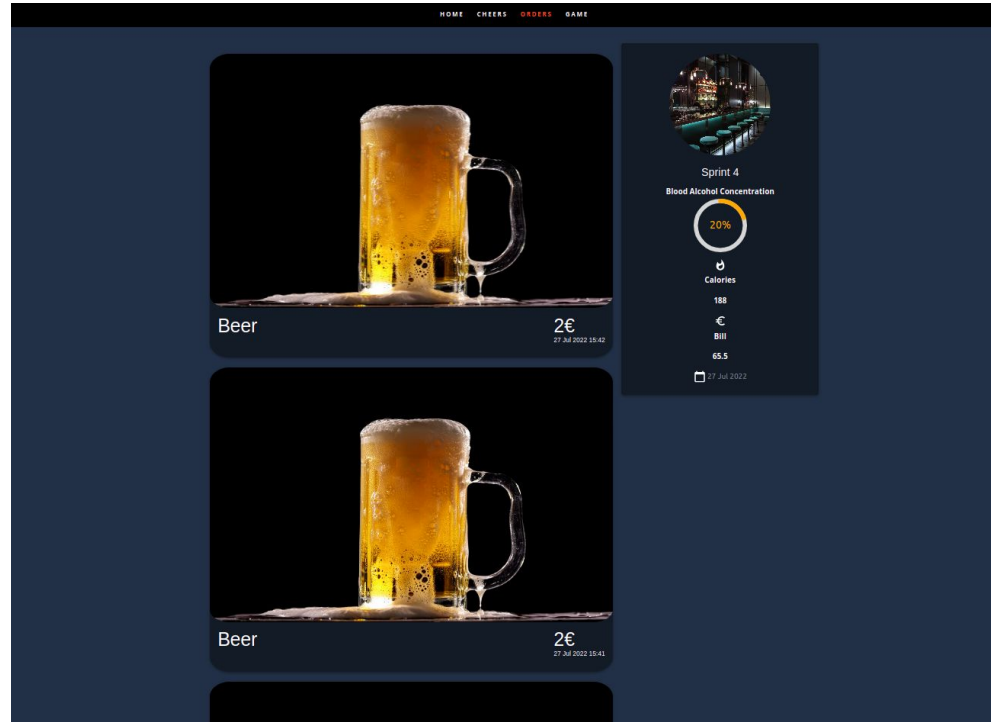 HOME CHEERS ORDERS GAME
Beer 2€
27 Jul 2022 15:42
Beer 2€
27 Jul 2022 15:41
Sprint 4
Blood Alcohol Concentration
20%
Calories
188
€
Bill
65.5
27 Jul 2022